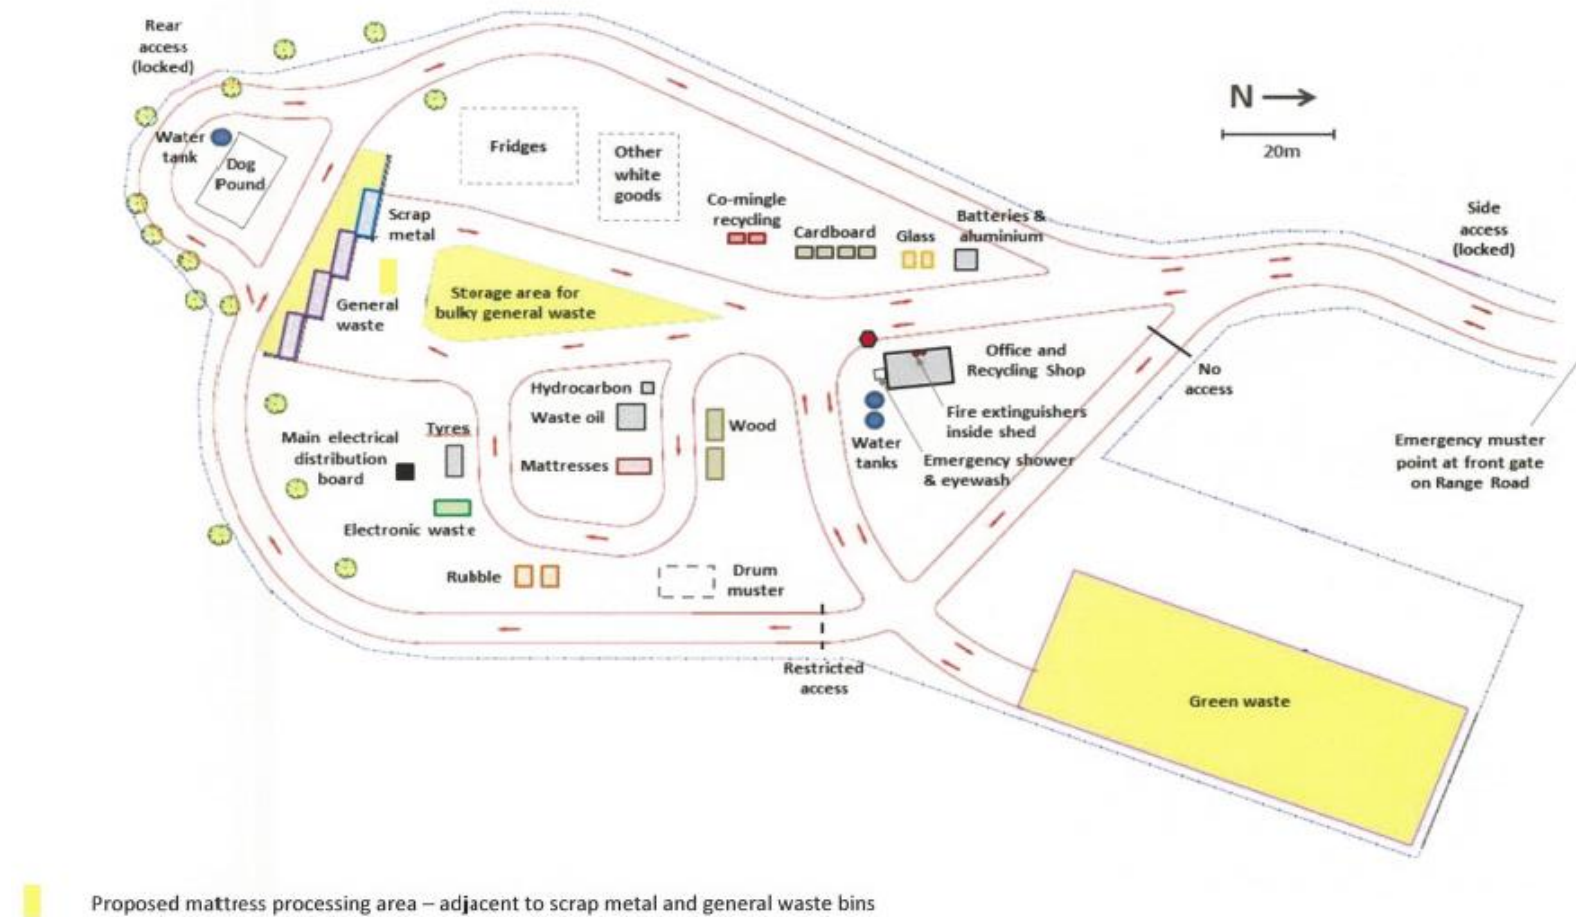 Rear
access
(locked)
N
20m
Water
tank
Dog
Pound
Fridges
Other
white
goods
Scrap
metal
Co-mingle
recycling
Cardboard
Glass
Batteries &
aluminium
Side
access
(locked)
General
waste
Storage area for
bulky general waste
Office and
Recycling Shop
No
access
Hydrocarbon
Waste oil
Mattresses
Wood
Fire extinguishers
inside shed
Water
tanks
Emergency shower
& eyewash
Emergency muster
point at front gate
on Range Road
Main electrical
distribution
board
Tyres
Electronic waste
Rubble
Drum
muster
Restricted
access
Green waste
Proposed mattress processing area – adjacent to scrap metal and general waste bins